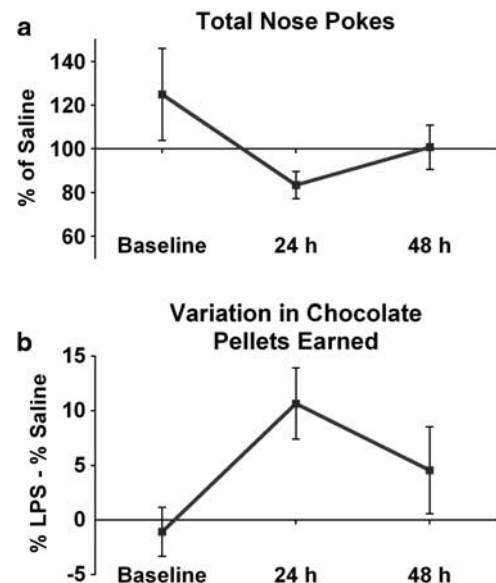 a
Total Nose Pokes
% of Saline
140
120
100
80
60
Baseline 24 h 48 h
b
Variation in Chocolate
Pellets Earned
% LPS - % Saline
15
10
5
0
-5
Baseline 24 h 48 h